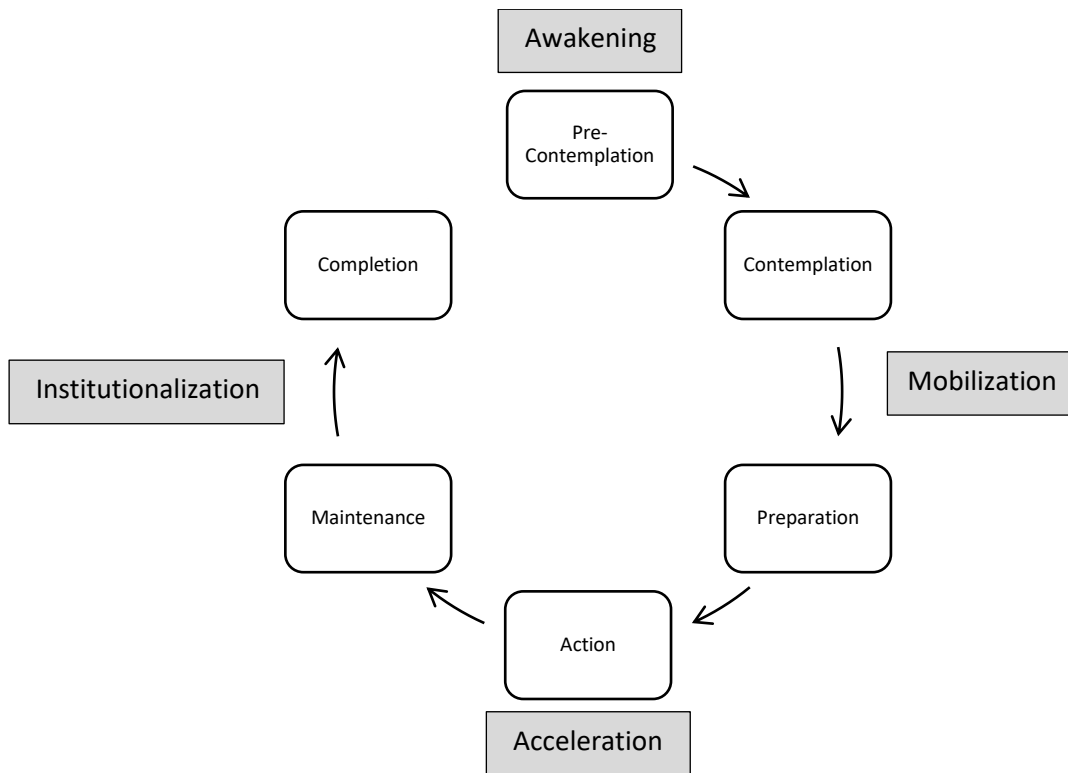 Awakening
Pre-
Contemplation
Completion
Contemplation
Institutionalization
Mobilization
Maintenance
Preparation
Action
Acceleration